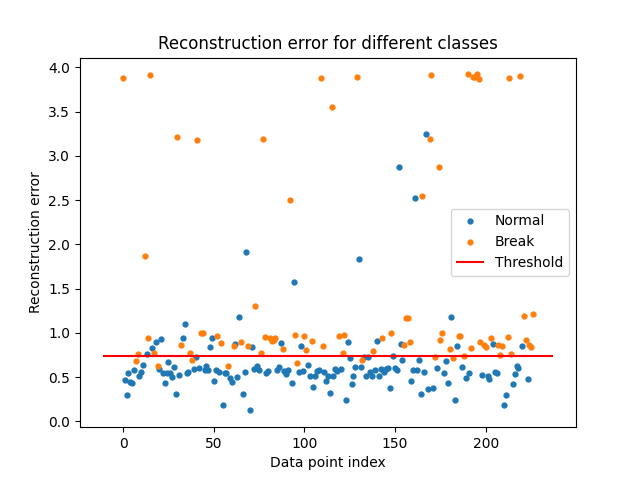 Reconstruction error for different classes
Reconstruction error
4.0
3.5
3.0
2.5
2.0
1.5
1.0
0.5
0.0
Normal
Break
Threshold
0
50
100
150
200
Data point index